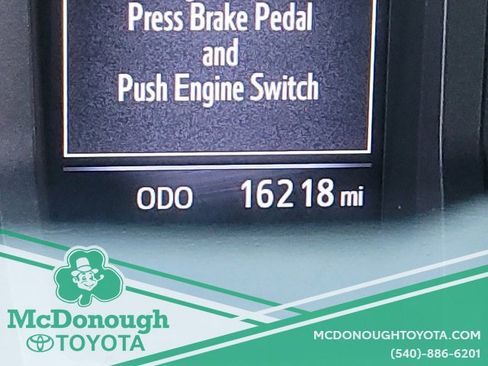 Press Brake Pedal
and
Push Engine Switch
ODO 16218 mi
McDonough
TOYOTA
MCDONOUGHTOYOTA.COM
(540)-886-6201